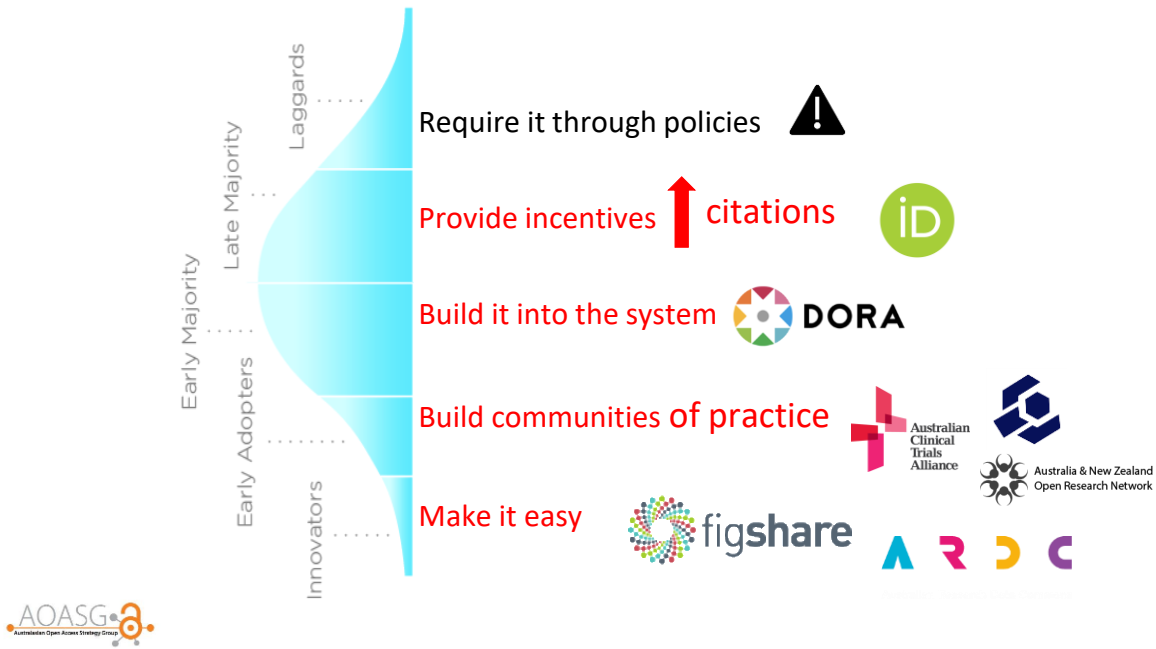 Laggards
Require it through policies
Late Majority
Provide incentives citations
iD
Early Majority
Build it into the system
DORA
Early Adopters
Build communities of practice
Australian
Clinical
Trials
Alliance
Australia & New Zealand
Open Research Network
Innovators
Make it easy
figshare
ARDC
AOASG
Australasian Open Access Strategy Group